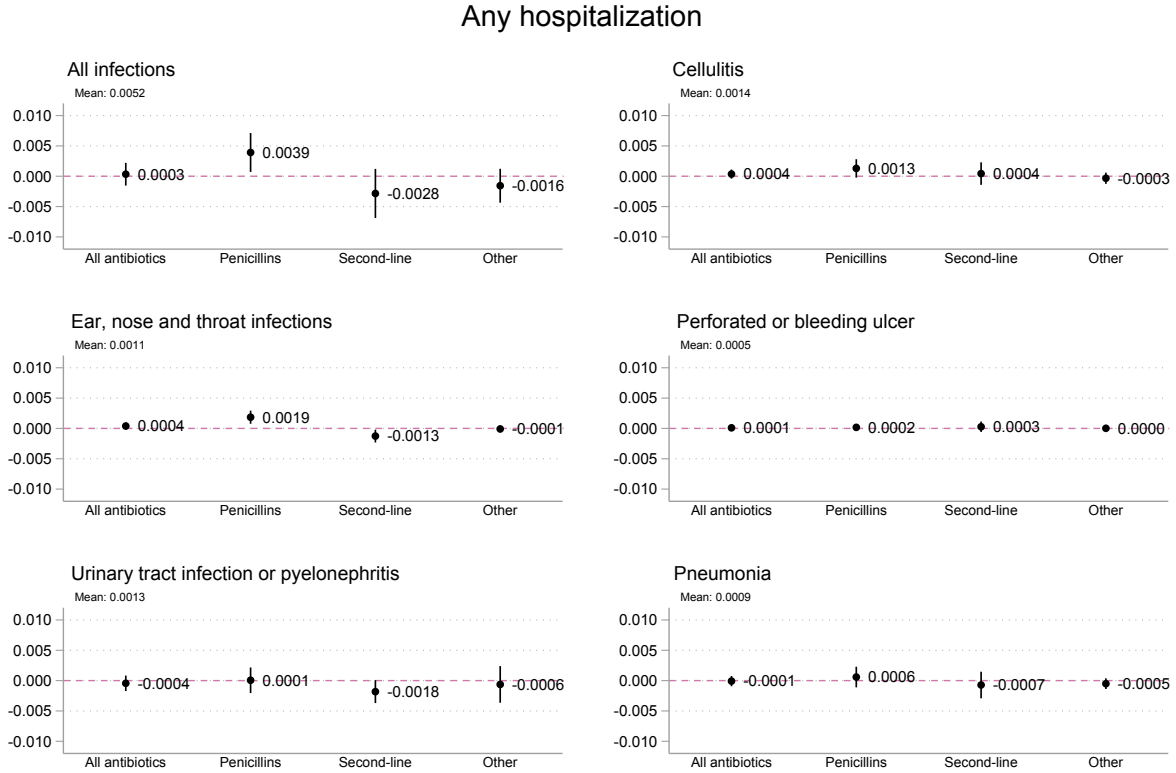 Any hospitalization
All infections
Mean: 0.0052
0.010
0.005
0.000
-0.005
-0.010
0.0003
0.0039
-0.0028
-0.0016
All antibiotics Penicillins Second-line Other
Cellulitis
Mean: 0.0014
0.010
0.005
0.000
-0.005
-0.010
0.0004
0.0013
0.0004
-0.0003
All antibiotics Penicillins Second-line Other
Ear, nose and throat infections
Mean: 0.0011
0.010
0.005
0.000
-0.005
-0.010
0.0004
0.0019
-0.0013
-0.0001
All antibiotics Penicillins Second-line Other
Perforated or bleeding ulcer
Mean: 0.0005
0.010
0.005
0.000
-0.005
-0.010
0.0001
0.0002
0.0003
0.0000
All antibiotics Penicillins Second-line Other
Urinary tract infection or pyelonephritis
Mean: 0.0013
0.010
0.005
0.000
-0.005
-0.010
-0.0004
0.0001
-0.0018
-0.0006
All antibiotics Penicillins Second-line Other
Pneumonia
Mean: 0.0009
0.010
0.005
0.000
-0.005
-0.010
-0.0001
0.0006
-0.0007
-0.0005
All antibiotics Penicillins Second-line Other